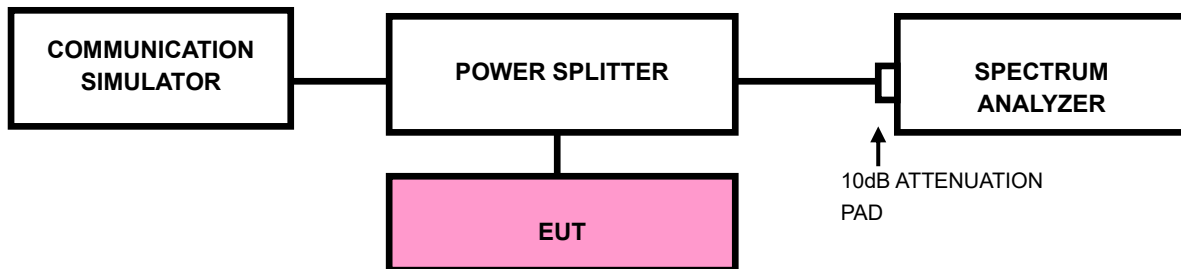 COMMUNICATION
SIMULATOR
POWER SPLITTER
SPECTRUM
ANALYZER
10dB ATTENUATION
PAD
EUT